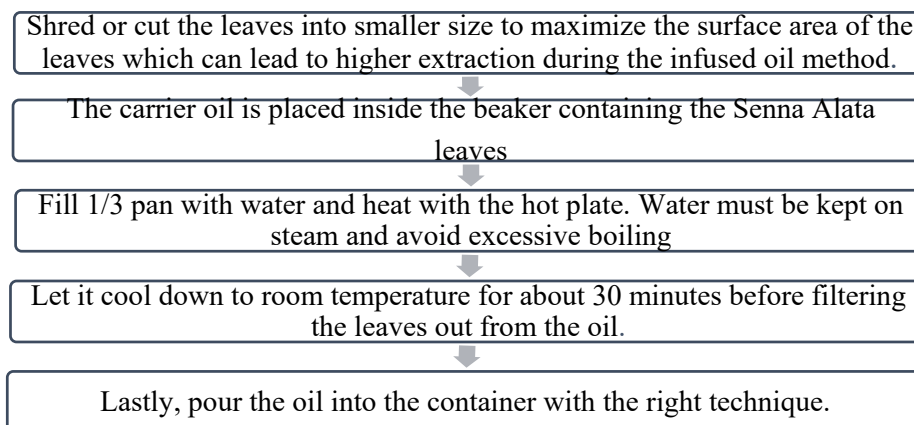 Shred or cut the leaves into smaller size to maximize the surface area of the
leaves which can lead to higher extraction during the infused oil method.
The carrier oil is placed inside the beaker containing the Senna Alata
leaves
Fill 1/3 pan with water and heat with the hot plate. Water must be kept on
steam and avoid excessive boiling
Let it cool down to room temperature for about 30 minutes before filtering
the leaves out from the oil.
Lastly, pour the oil into the container with the right technique.